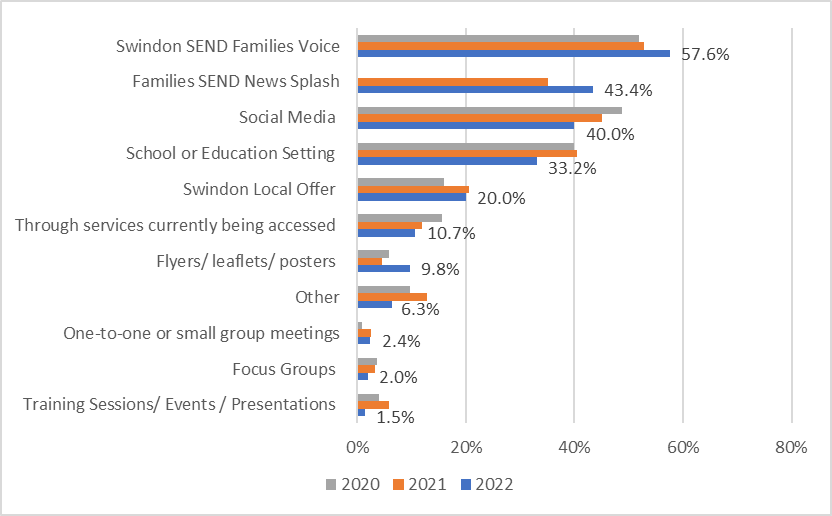 Swindon SEND Families Voice
57.6%
Families SEND News Splash
43.4%
Social Media
40.0%
School or Education Setting
33.2%
Swindon Local Offer
20.0%
Through services currently being accessed
10.7%
Flyers/ leaflets/ posters
9.8%
Other
6.3%
One-to-one or small group meetings
2.4%
Focus Groups
2.0%
Training Sessions/ Events / Presentations
1.5%
0% 20% 40% 60% 80%
2020 2021 2022